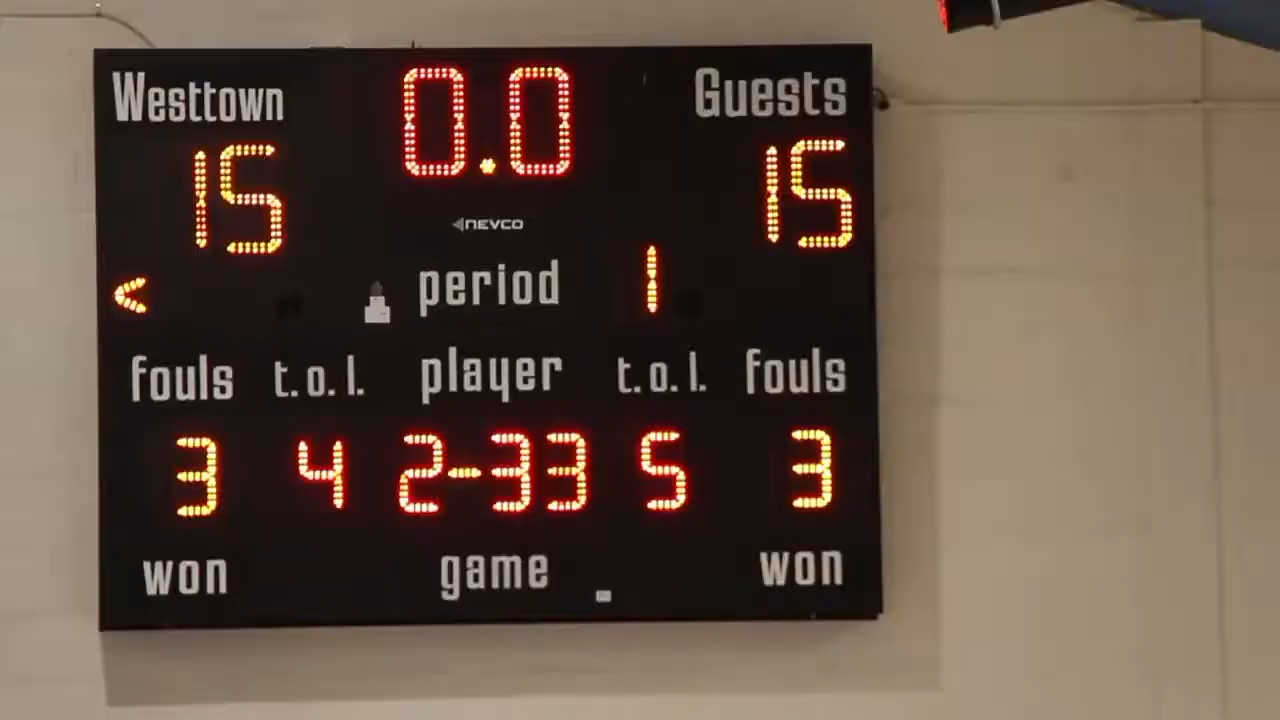 Westtown 0.0 Guests
15 15
NEVCO
< period 1
fouls t.o.l. player t.o.l. fouls
3 4 2-33 5 3
won game won